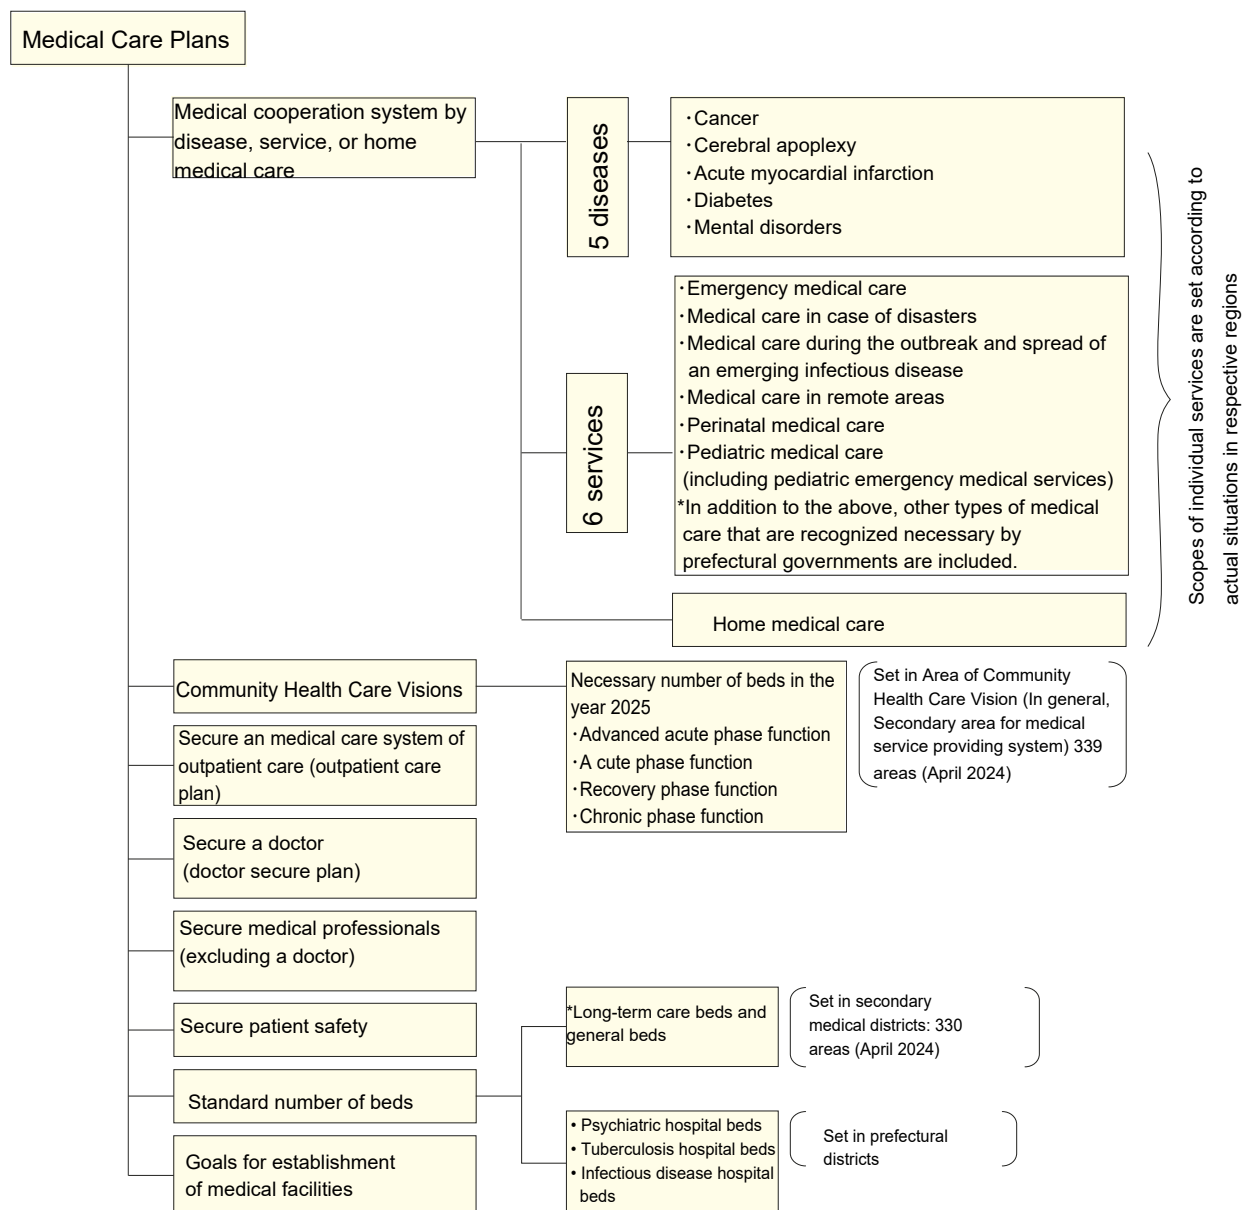 Medical Care Plans
Medical cooperation system by
disease, service, or home
medical care
5 diseases
・Cancer
・Cerebral apoplexy
・Acute myocardial infarction
・Diabetes
・Mental disorders
6 services
・Emergency medical care
・Medical care in case of disasters
・Medical care during the outbreak and spread of
an emerging infectious disease
・Medical care in remote areas
・Perinatal medical care
・Pediatric medical care
(including pediatric emergency medical services)
*In addition to the above, other types of medical
care that are recognized necessary by
prefectural governments are included.
Home medical care
Scopes of individual services are set according to
actual situations in respective regions
Community Health Care Visions
Necessary number of beds in the
year 2025
・Advanced acute phase function
・A cute phase function
・Recovery phase function
・Chronic phase function
Set in Area of Community
Health Care Vision (In general,
Secondary area for medical
service providing system) 339
areas (April 2024)
Secure an medical care system of
outpatient care (outpatient care
plan)
Secure a doctor
(doctor secure plan)
Secure medical professionals
(excluding a doctor)
Secure patient safety
Standard number of beds
*Long-term care beds and
general beds
Set in secondary
medical districts: 330
areas (April 2024)
• Psychiatric hospital beds
• Tuberculosis hospital beds
• Infectious disease hospital
beds
Set in prefectural
districts
Goals for establishment
of medical facilities